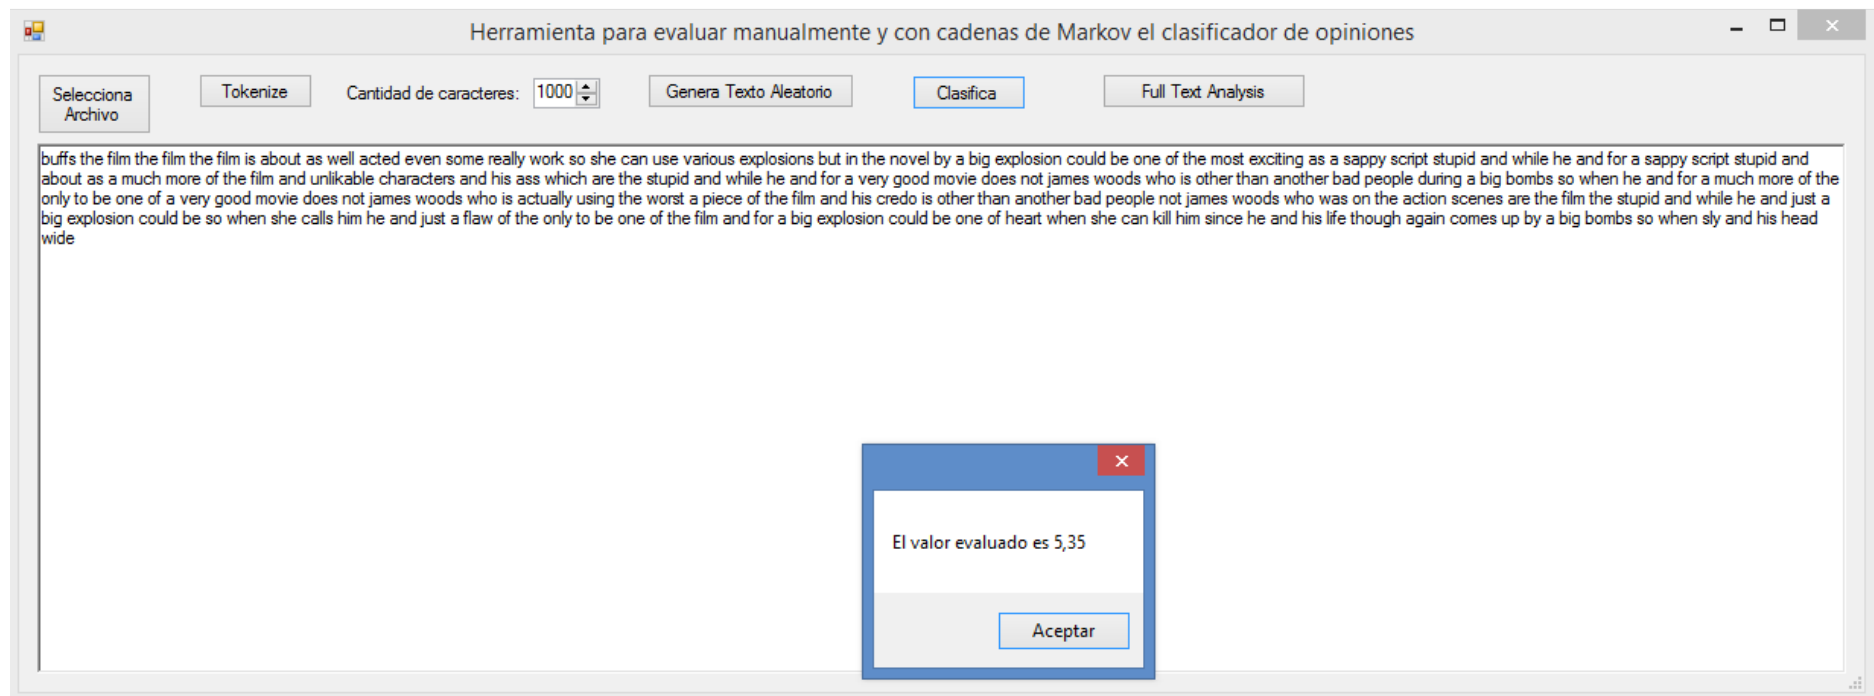 Herramienta para evaluar manualmente y con cadenas de Markov el clasificador de opiniones
Selecciona
Archivo
Tokenize
Cantidad de caracteres:
1000
Genera Texto Aleatorio
Clasifica
Full Text Analysis
buffs the film the film the film is about as well acted even some really work so she can use various explosions but in the novel by a big explosion could be one of the most exciting as a sappy script stupid and while he and for a sappy script stupid and
about as a much more of the film and unlikable characters and his ass which are the stupid and while he and for a very good movie does not james woods who is other than another bad people during a big bombs so when he and for a much more of the
only to be one of a very good movie does not james woods who is actually using the worst a piece of the film and his credo is other than another bad people not james woods who was on the action scenes are the film the stupid and while he and just a
big explosion could be so when she calls him he and just a flaw of the only to be one of the film and for a big explosion could be one of heart when she can kill him since he and his life though again comes up by a big bombs so when sly and his head
wide
El valor evaluado es 5,35
Aceptar